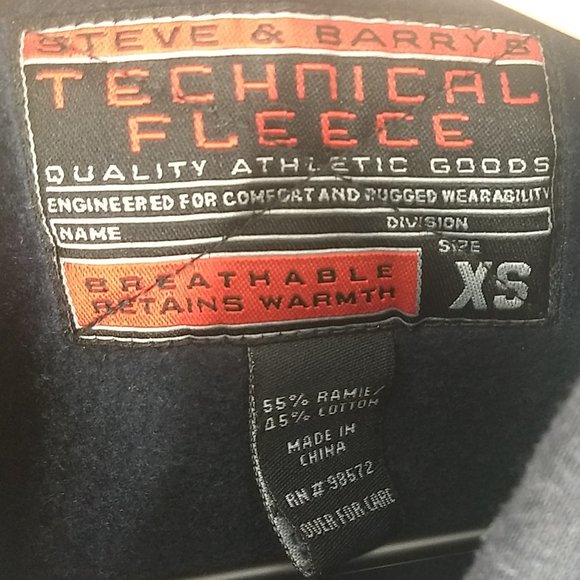 STEVE & BARRY'S
TECHNICAL
FLEECE
QUALITY ATHLETIC GOODS
ENGINEERED FOR COMFORT AND RUGGED WEARABILITY
NAME DIVISION
SIZE
XS
BREATHABLE
RETAINS WARMTH
55% RAMIE/
45% COTTON
MADE IN
CHINA
RN # 98572
OVER FOR CARE